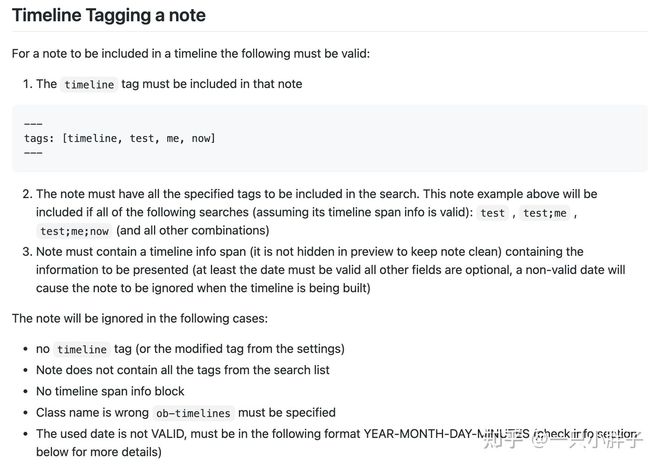 Timeline Tagging a note
For a note to be included in a timeline the following must be valid:
1. The timeline tag must be included in that note
---
tags: [timeline, test, me, now]
---
2. The note must have all the specified tags to be included in the search. This note example above will be
included if all of the following searches (assuming its timeline span info is valid): test , test;me ,
test;me;now (and all other combinations)
3. Note must contain a timeline info span (it is not hidden in preview to keep note clean) containing the
information to be presented (at least the date must be valid all other fields are optional, a non-valid date will
cause the note to be ignored when the timeline is being built)
The note will be ignored in the following cases:
• no timeline tag (or the modified tag from the settings)
• Note does not contain all the tags from the search list
• No timeline span info block
• Class name is wrong ob-timelines must be specified
• The used date is not VALID, must be in the following format YEAR-MONTH-DAY-MINUTES (check info section
below for more details)
知乎 @一只小胖子